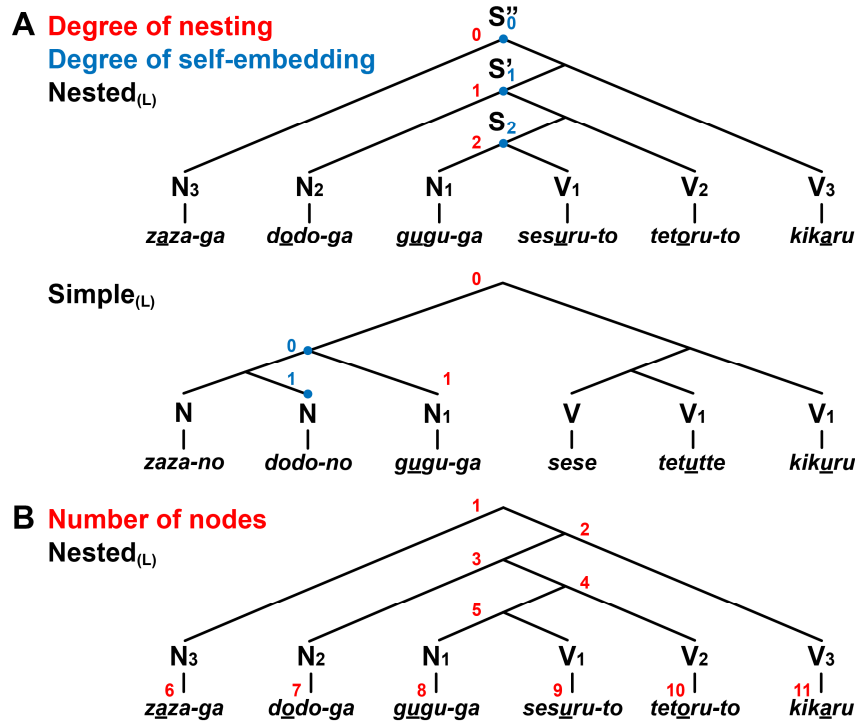 A Degree of nesting
Degree of self-embedding
Nested(L)
0 S''0
1 S'1
2 S2
N3 N2 N1 V1 V2 V3
zaza-ga dodo-ga gugu-ga sesuru-to tetoru-to kikaru
Simple(L)
0
0
1 1
N N N1 V V1 V1
zaza-no dodo-no gugu-ga sese tetutte kikuru
B Number of nodes
Nested(L)
1
2
3
4
5
N3 N2 N1 V1 V2 V3
6 7 8 9 10 11
zaza-ga dodo-ga gugu-ga sesuru-to tetoru-to kikaru